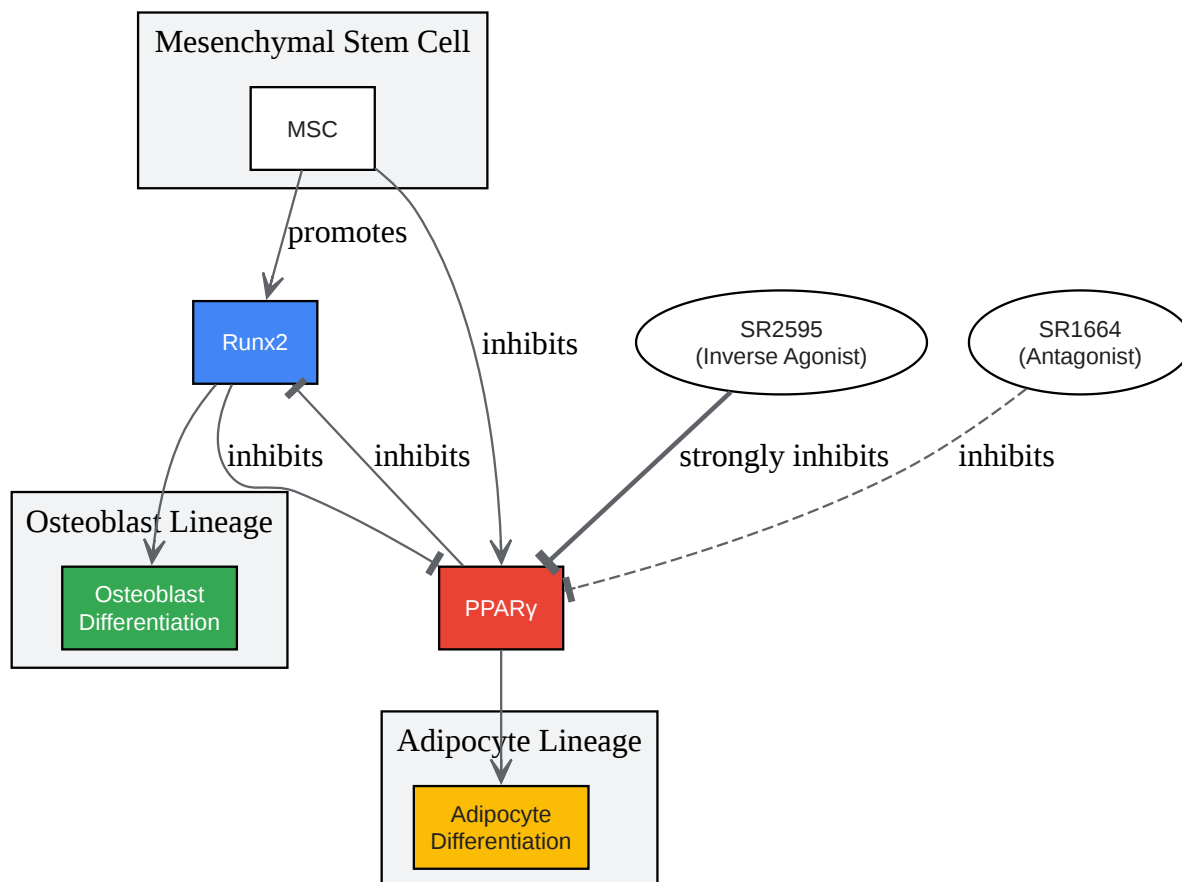 Mesenchymal Stem Cell
MSC
promotes
Runx2
inhibits
SR2595
(Inverse Agonist)
SR1664
(Antagonist)
inhibits
inhibits
strongly inhibits
inhibits
Osteoblast Lineage
Osteoblast
Differentiation
PPARγ
Adipocyte Lineage
Adipocyte
Differentiation